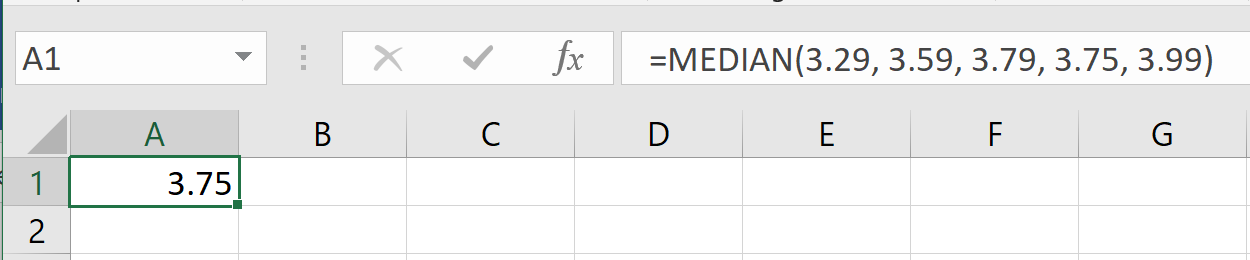 A1 fx =MEDIAN(3.29, 3.59, 3.79, 3.75, 3.99)
A B C D E F G
1 3.75
2